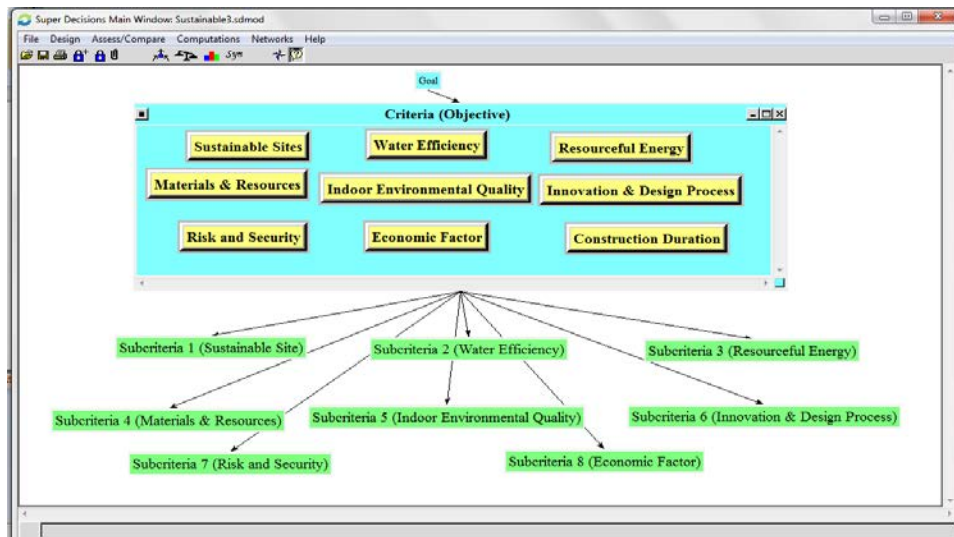 Super Decisions Main Window: Sustainable3.sdmod
File Design Assess/Compare Computations Networks Help
Syn
Goal
Criteria (Objective)
Sustainable Sites
Water Efficiency
Resourceful Energy
Materials & Resources
Indoor Environmental Quality
Innovation & Design Process
Risk and Security
Economic Factor
Construction Duration
Subcriteria 1 (Sustainable Site)
Subcriteria 2 (Water Efficiency)
Subcriteria 3 (Resourceful Energy)
Subcriteria 4 (Materials & Resources)
Subcriteria 5 (Indoor Environmental Quality)
Subcriteria 6 (Innovation & Design Process)
Subcriteria 7 (Risk and Security)
Subcriteria 8 (Economic Factor)